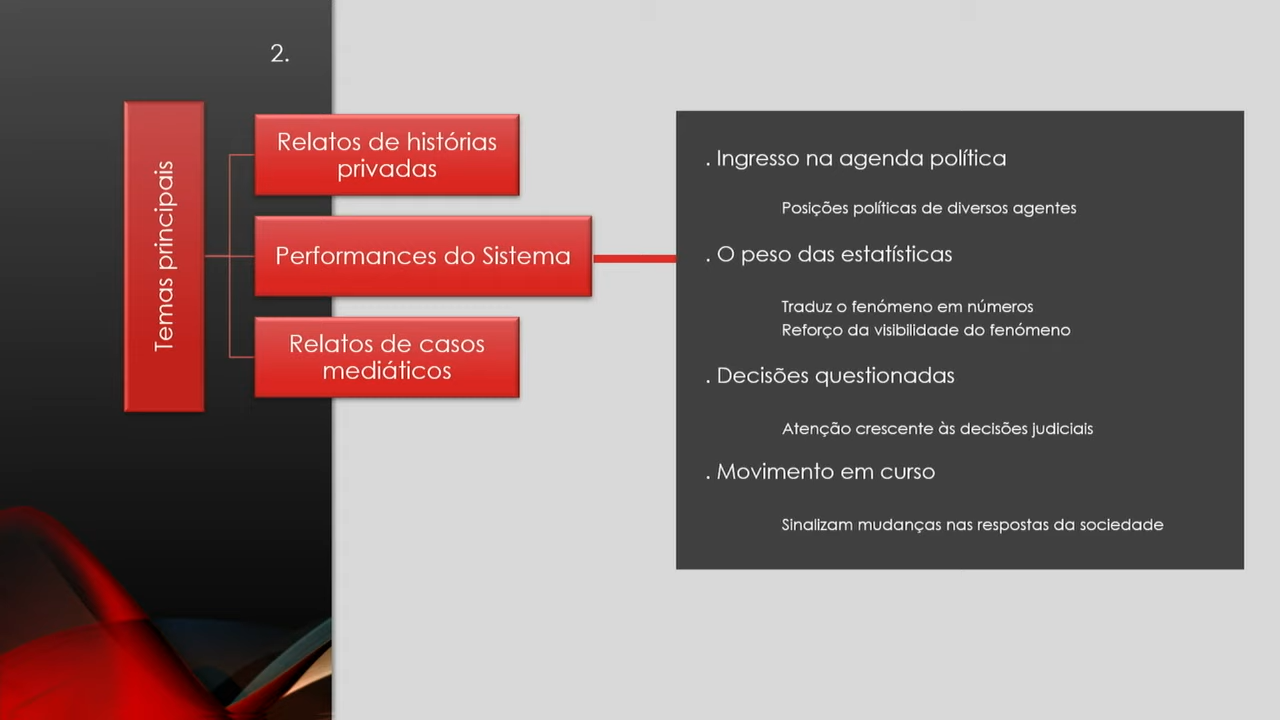 2.
Temas principais
Relatos de histórias
privadas
Performances do Sistema
Relatos de casos
mediáticos
. Ingresso na agenda política
Posições políticas de diversos agentes
. O peso das estatísticas
Traduz o fenómeno em números
Reforço da visibilidade do fenómeno
. Decisões questionadas
Atenção crescente às decisões judiciais
. Movimento em curso
Sinalizam mudanças nas respostas da sociedade